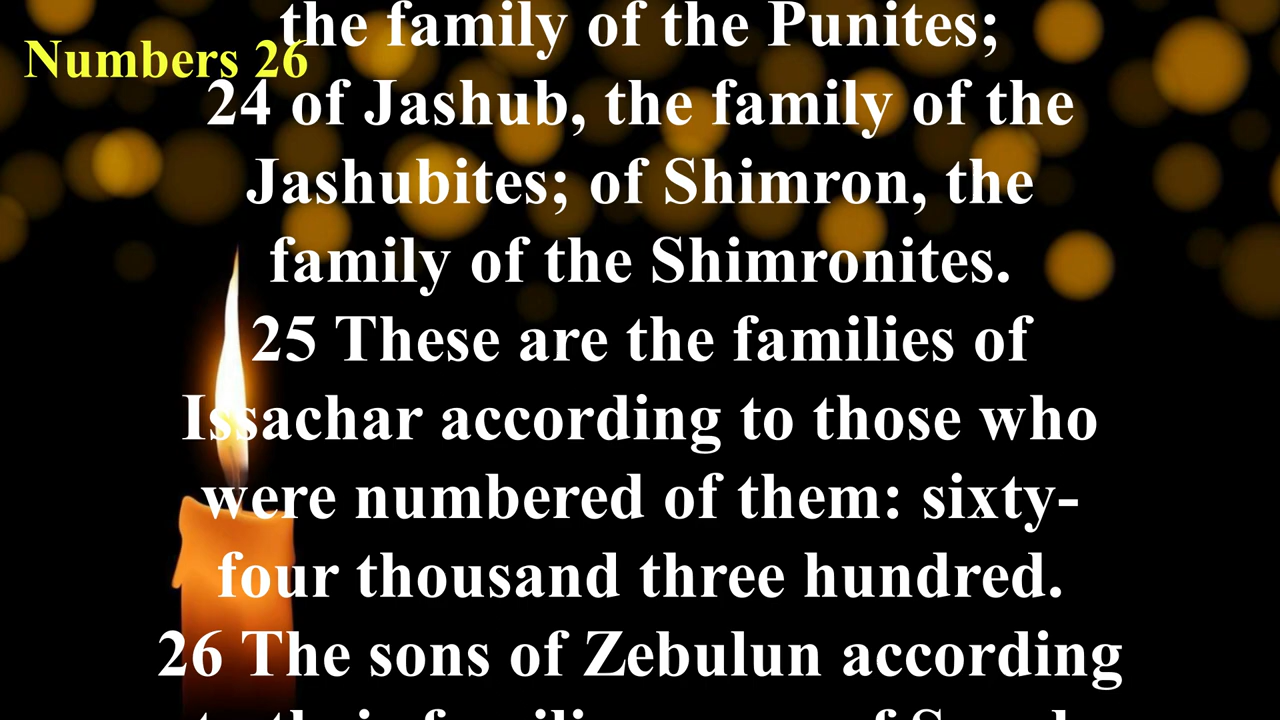 the family of the Punites;
Numbers 26
24 of Jashub, the family of the
Jashubites; of Shimron, the
family of the Shimronites.
25 These are the families of
Issachar according to those who
were numbered of them: sixty-
four thousand three hundred.
26 The sons of Zebulun according